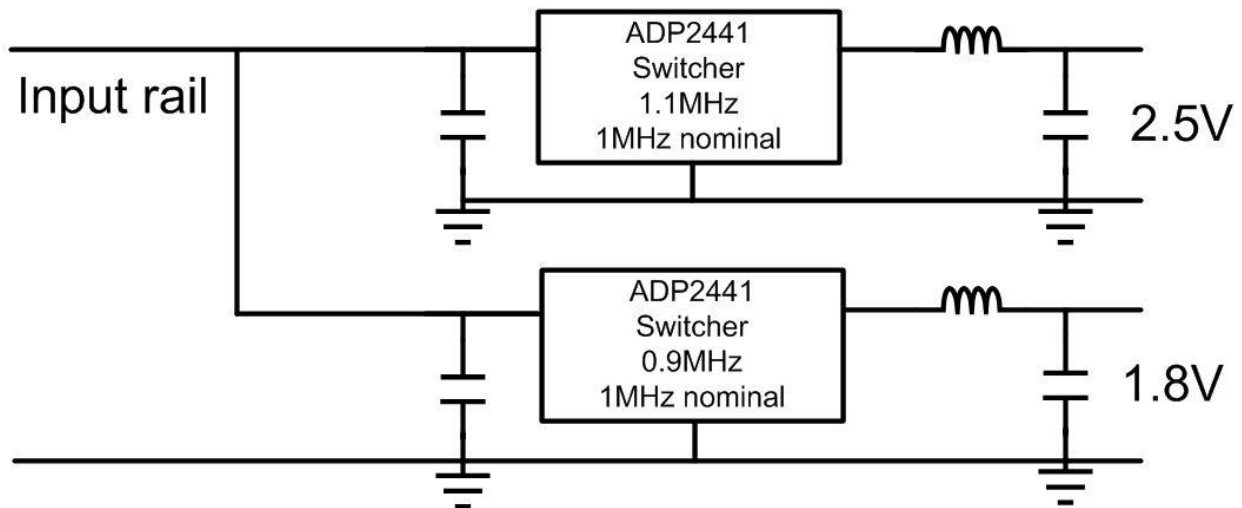 Input rail
ADP2441
Switcher
1.1MHz
1MHz nominal
2.5V
ADP2441
Switcher
0.9MHz
1MHz nominal
1.8V